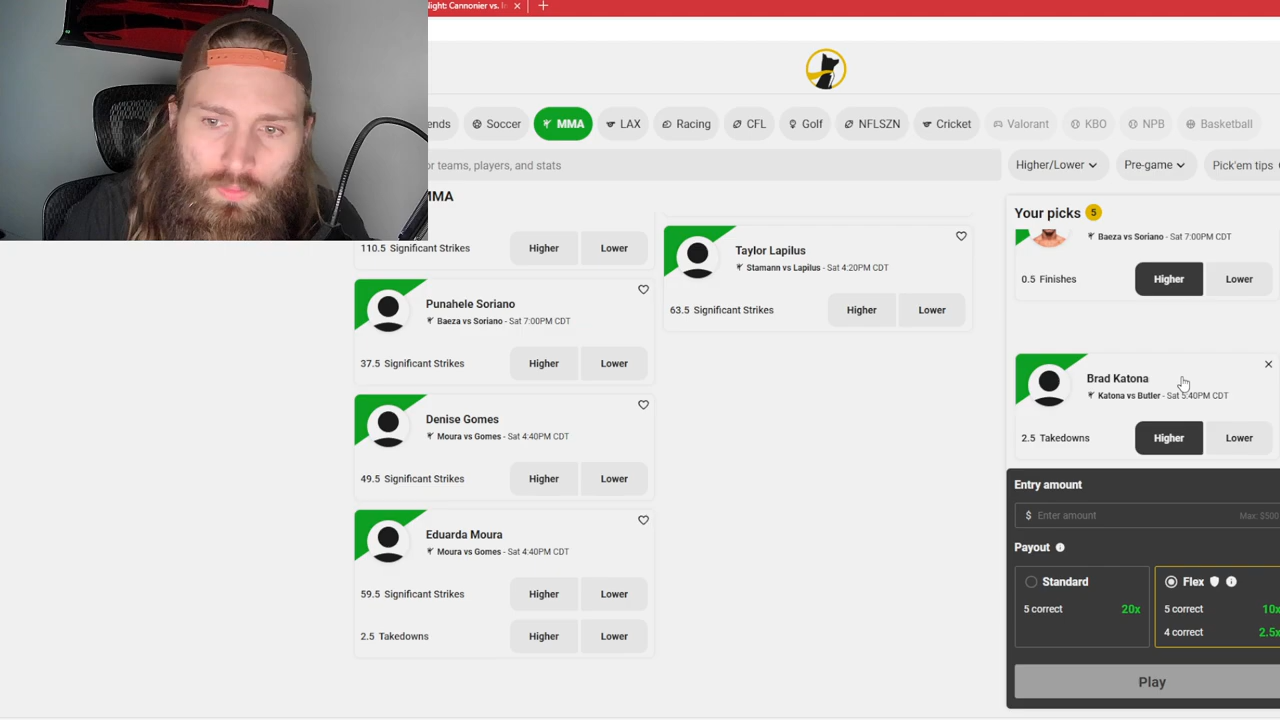 light: Cannonier vs. I
ends
Soccer
MMA
LAX
Racing
CFL
Golf
NFLSZN
Cricket
Valorant
KBO
NPB
Basketball
or teams, players, and stats
Higher/Lower
Pre-game
Pick'em tips
MMA
110.5 Significant Strikes
Higher
Lower
Punahele Soriano
Baeza vs Soriano - Sat 7:00PM CDT
37.5 Significant Strikes
Higher
Lower
Denise Gomes
Moura vs Gomes - Sat 4:40PM CDT
49.5 Significant Strikes
Higher
Lower
Eduarda Moura
Moura vs Gomes - Sat 4:40PM CDT
59.5 Significant Strikes
Higher
Lower
2.5 Takedowns
Higher
Lower
Taylor Lapilus
Stamann vs Lapilus - Sat 4:20PM CDT
63.5 Significant Strikes
Higher
Lower
Your picks 5
Baeza vs Soriano - Sat 7:00PM CDT
0.5 Finishes
Higher
Lower
Brad Katona
Katona vs Butler - Sat 5:40PM CDT
2.5 Takedowns
Higher
Lower
Entry amount
$ Enter amount
Max: $500
Payout
Standard
5 correct 20x
Flex
5 correct 10x
4 correct 2.5x
Play